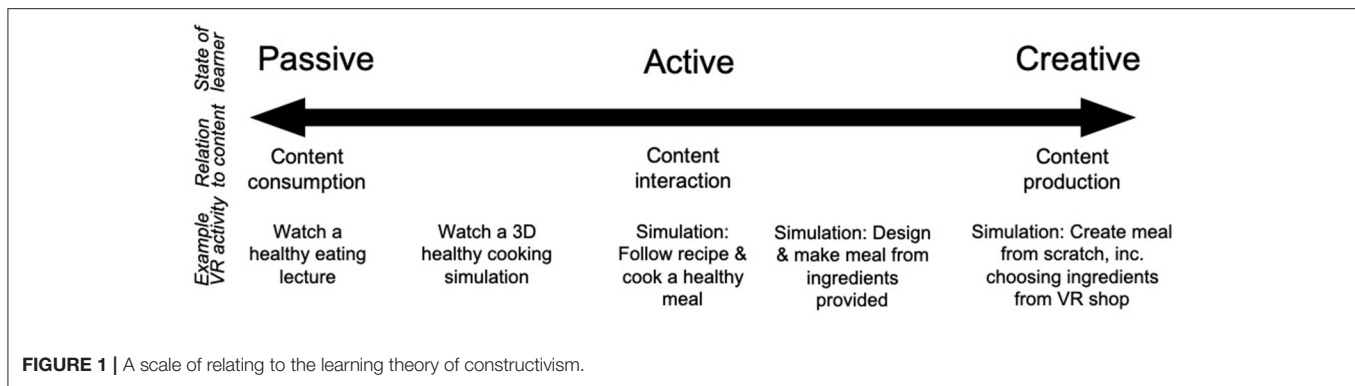 State of
learner
Passive
Active
Creative
Relation
to content
Content
consumption
Content
interaction
Content
production
Example
VR activity
Watch a
healthy eating
lecture
Watch a 3D
healthy cooking
simulation
Simulation:
Follow recipe &
cook a healthy
meal
Simulation: Design
& make meal from
ingredients
provided
Simulation: Create meal
from scratch, inc.
choosing ingredients
from VR shop
FIGURE 1 | A scale of relating to the learning theory of constructivism.